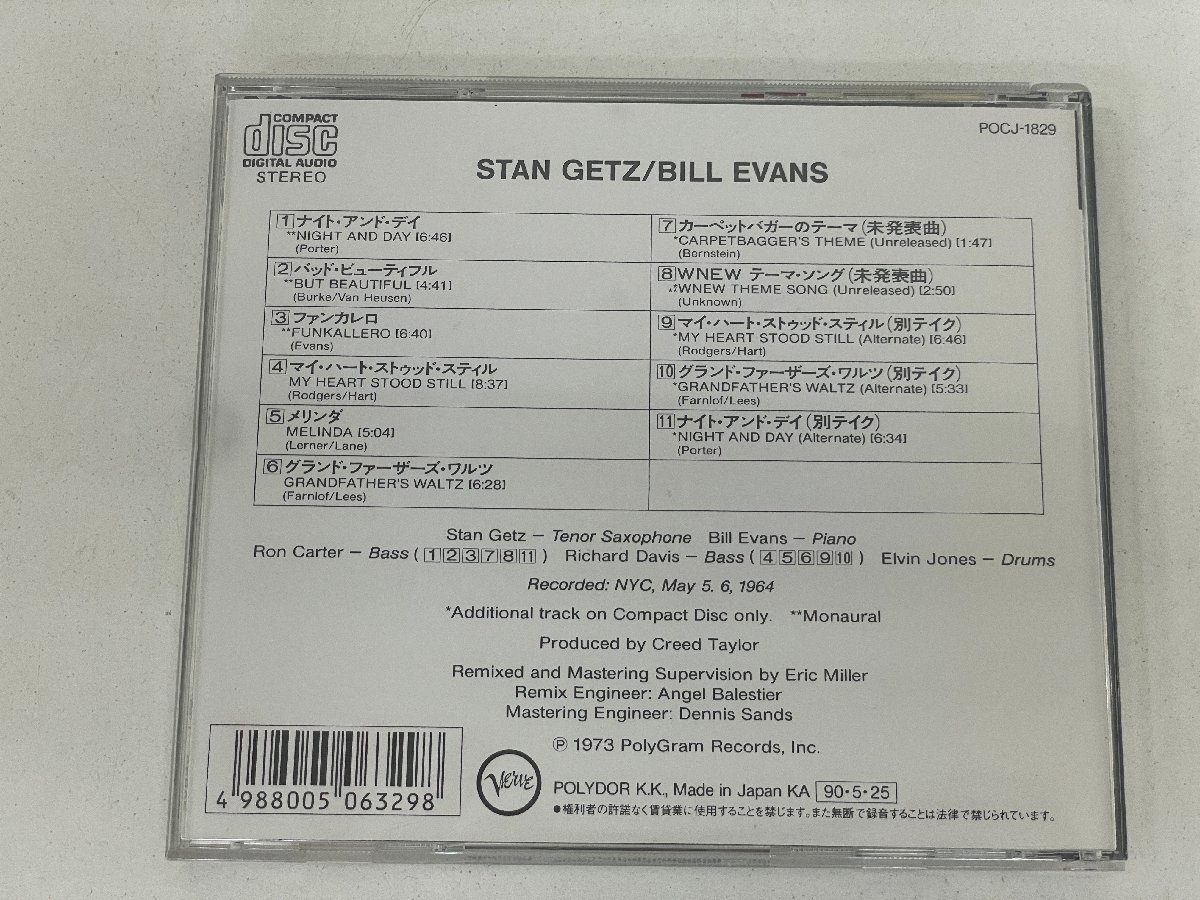 COMPACT
disc
DIGITAL AUDIO
STEREO
POCJ-1829
STAN GETZ/BILL EVANS
1 ナイト・アンド・デイ
**NIGHT AND DAY [6:46]
(Porter)
2 バッド・ビューティフル
**BUT BEAUTIFUL [4:41]
(Burke/Van Heusen)
3 ファンカレロ
**FUNKALLERO [6:40]
(Evans)
4 マイ・ハート・ストゥッド・スティル
MY HEART STOOD STILL [8:37]
(Rodgers/Hart)
5 メリンダ
MELINDA [5:04]
(Lerner/Lane)
6 グランド・ファーザーズ・ワルツ
GRANDFATHER'S WALTZ [6:28]
(Farnlof/Lees)
7 カーペットバガーのテーマ(未発表曲)
*CARPETBAGGER'S THEME (Unreleased) [1:47]
(Bernstein)
8 WNEW テーマ・ソング(未発表曲)
**WNEW THEME SONG (Unreleased) [2:50]
(Unknown)
9 マイ・ハート・ストゥッド・スティル(別テイク)
*MY HEART STOOD STILL (Alternate) [6:46]
(Rodgers/Hart)
10 グランド・ファーザーズ・ワルツ(別テイク)
*GRANDFATHER'S WALTZ (Alternate) [5:33]
(Farnlof/Lees)
11 ナイト・アンド・デイ(別テイク)
*NIGHT AND DAY (Alternate) [6:34]
(Porter)
Stan Getz – Tenor Saxophone Bill Evans – Piano
Ron Carter – Bass (1 2 3 7 8 11) Richard Davis – Bass (4 5 6 9 10) Elvin Jones – Drums
Recorded: NYC, May 5. 6, 1964
*Additional track on Compact Disc only. **Monaural
Produced by Creed Taylor
Remixed and Mastering Supervision by Eric Miller
Remix Engineer: Angel Balestier
Mastering Engineer: Dennis Sands
℗ 1973 PolyGram Records, Inc.
4 988005 063298
Verve
POLYDOR K.K., Made in Japan KA 90・5・25
●権利者の許諾なく賃貸業に使用することを禁じます。また無断で録音することは法律で禁じられています。